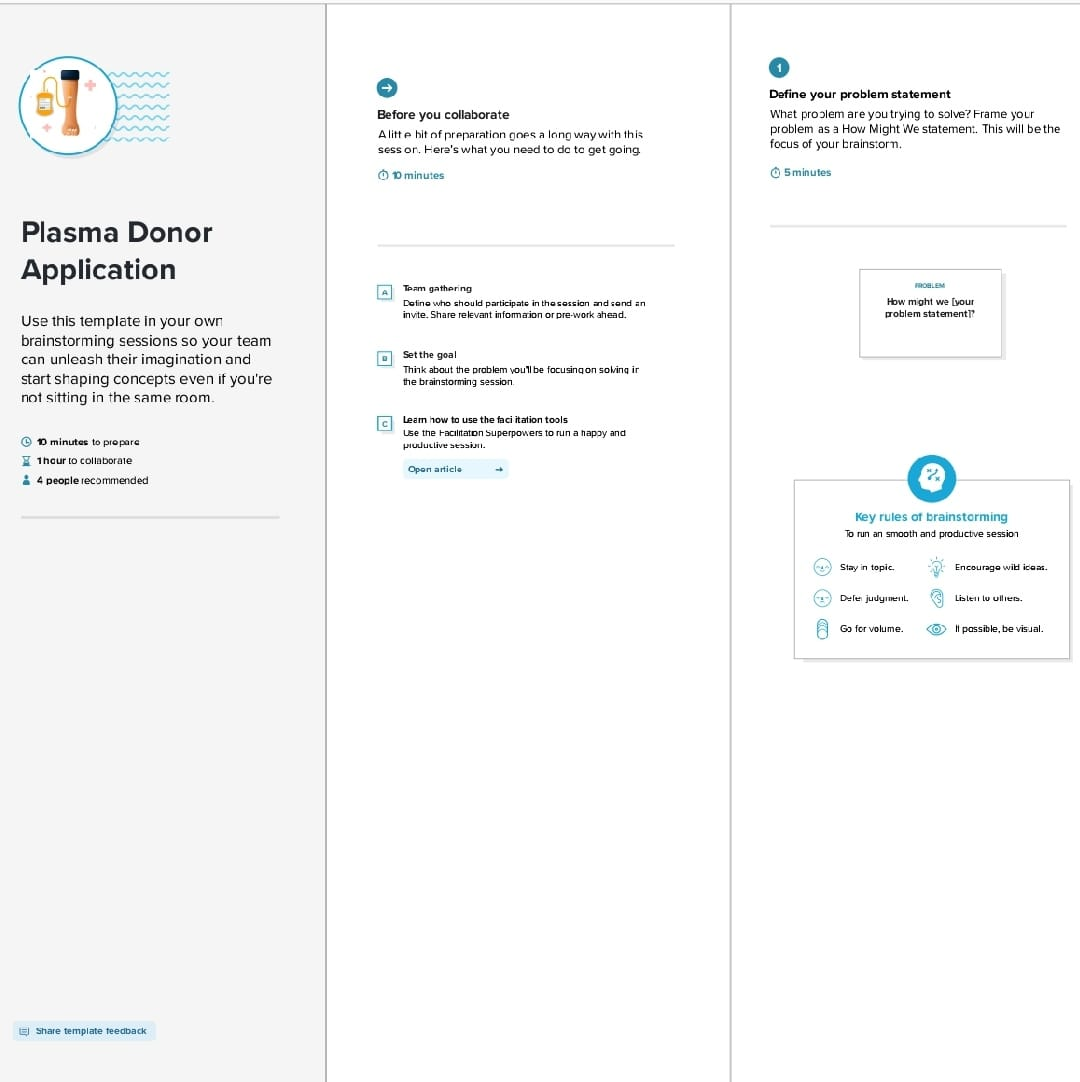 Plasma Donor
Application
Use this template in your own
brainstorming sessions so your team
can unleash their imagination and
start shaping concepts even if you're
not sitting in the same room.
10 minutes to prepare
1 hour to collaborate
4 people recommended
Share template feedback
Before you collaborate
A little bit of preparation goes a long way with this
session. Here's what you need to do to get going.
10 minutes
A
Team gathering
Define who should participate in the session and send an
invite. Share relevant information or pre-work ahead.
B
Set the goal
Think about the problem you'll be focusing on solving in
the brainstorming session.
C
Learn how to use the facilitation tools
Use the Facilitation Superpowers to run a happy and
productive session.
Open article
1
Define your problem statement
What problem are you trying to solve? Frame your
problem as a How Might We statement. This will be the
focus of your brainstorm.
5 minutes
PROBLEM
How might we [your
problem statement]?
Key rules of brainstorming
To run an smooth and productive session
Stay in topic.
Encourage wild ideas.
Defer judgment.
Listen to others.
Go for volume.
If possible, be visual.